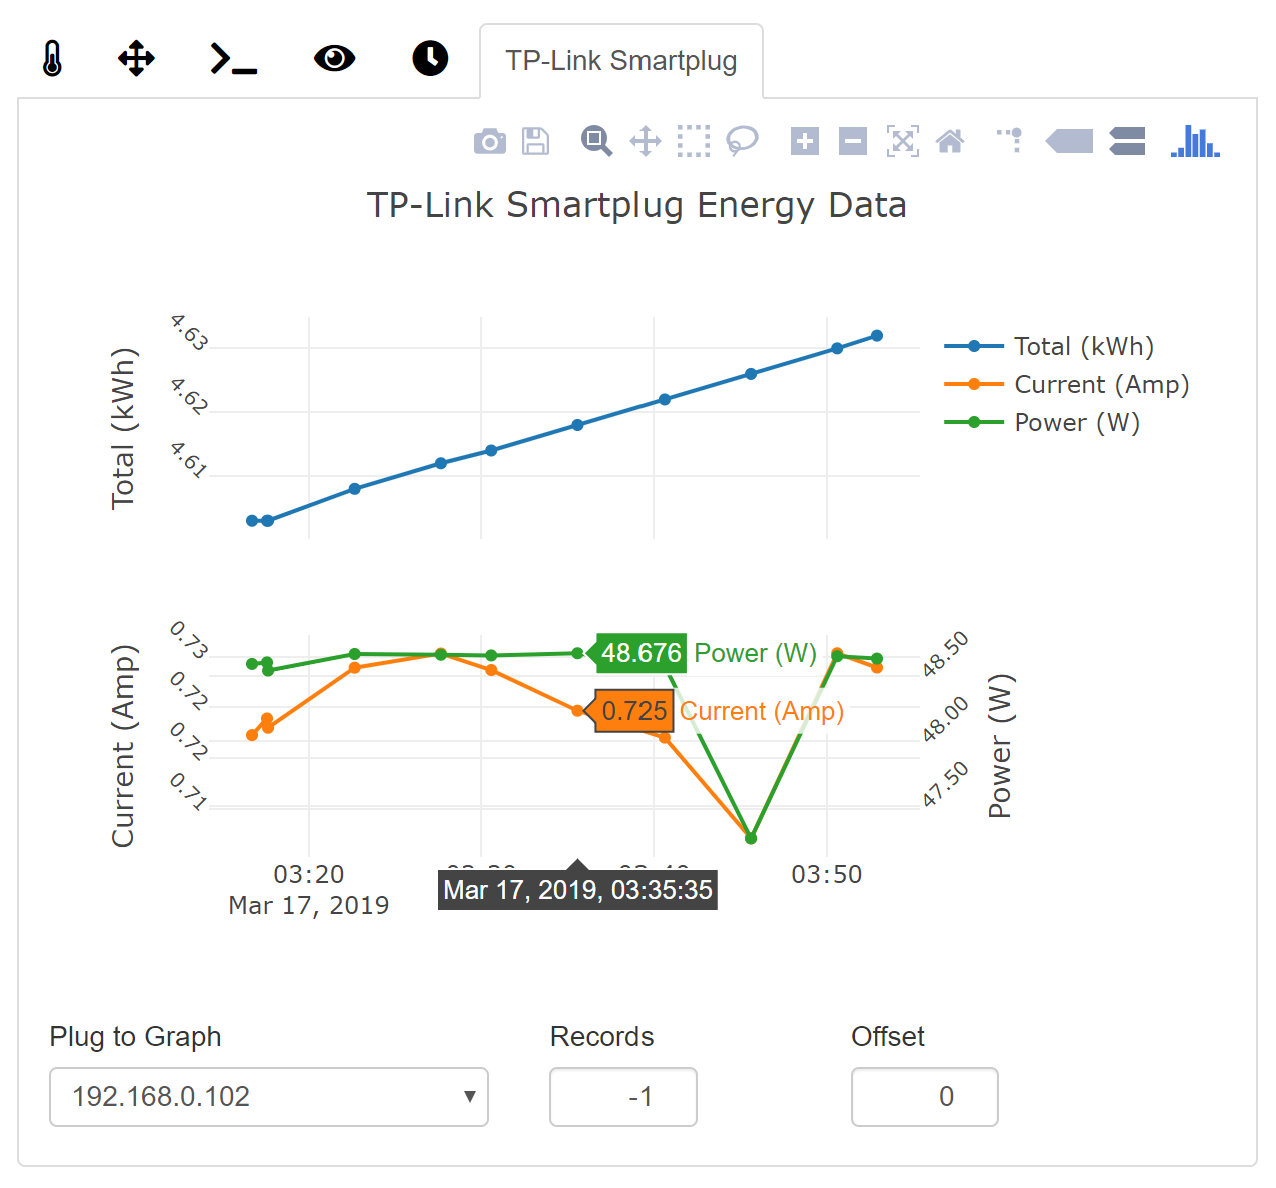 TP-Link Smartplug
TP-Link Smartplug Energy Data
Total (kWh)
4.63
4.62
4.61
Total (kWh)
Current (Amp)
Power (W)
Current (Amp)
0.73
0.72
0.72
0.71
48.676 Power (W)
0.725 Current (Amp)
48.50
48.00
47.50
Power (W)
03:20
03:50
Mar 17, 2019
Mar 17, 2019, 03:35:35
Plug to Graph Records Offset
192.168.0.102 -1 0